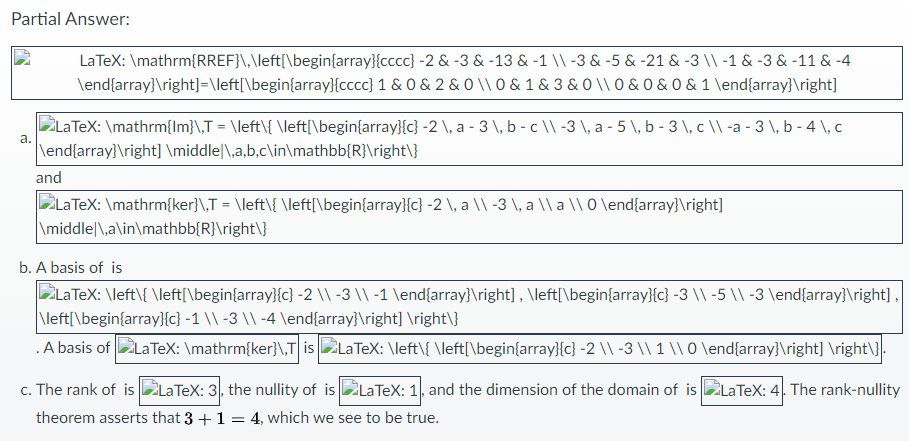 Partial Answer:
LaTeX: \mathrm{RREF}\,\left[\begin{array}{cccc} -2 & -3 & -13 & -1 \\ -3 & -5 & -21 & -3 \\ -1 & -3 & -11 & -4
\end{array}\right]=\left[\begin{array}{cccc} 1 & 0 & 2 & 0 \\ 0 & 1 & 3 & 0 \\ 0 & 0 & 0 & 1 \end{array}\right]
a. LaTeX: \mathrm{Im}\,T = \left\{ \left[\begin{array}{c} -2 \, a - 3 \, b - c \\ -3 \, a - 5 \, b - 3 \, c \\ -a - 3 \, b - 4 \, c
\end{array}\right] \middle|\,a,b,c\in\mathbb{R}\right\}
and
LaTeX: \mathrm{ker}\,T = \left\{ \left[\begin{array}{c} -2 \, a \\ -3 \, a \\ a \\ 0 \end{array}\right]
\middle|\,a\in\mathbb{R}\right\}
b. A basis of is
LaTeX: \left\{ \left[\begin{array}{c} -2 \\ -3 \\ -1 \end{array}\right] , \left[\begin{array}{c} -3 \\ -5 \\ -3 \end{array}\right] ,
\left[\begin{array}{c} -1 \\ -3 \\ -4 \end{array}\right] \right\}
. A basis of LaTeX: \mathrm{ker}\,T is LaTeX: \left\{ \left[\begin{array}{c} -2 \\ -3 \\ 1 \\ 0 \end{array}\right] \right\}.
c. The rank of is LaTeX: 3, the nullity of is LaTeX: 1, and the dimension of the domain of is LaTeX: 4. The rank-nullity
theorem asserts that 3 + 1 = 4, which we see to be true.